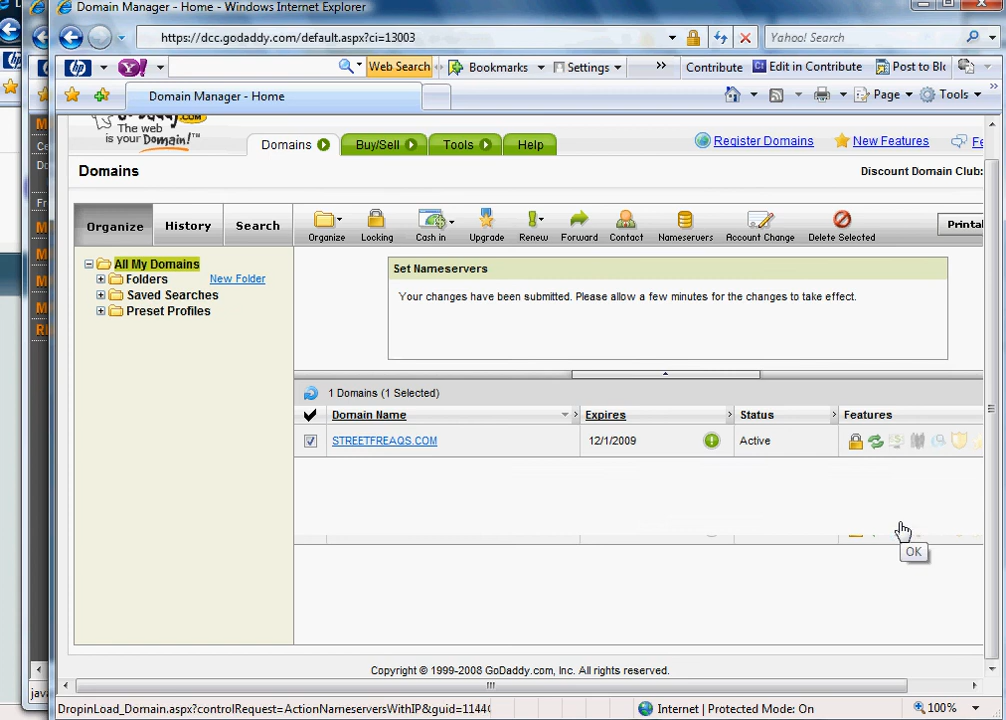 Domain Manager - Home - Windows Internet Explorer
https://dcc.godaddy.com/default.aspx?ci=13003
Yahoo! Search
hp
Y!
Web Search
Bookmarks
Settings
»
Contribute
Edit in Contribute
Post to Blo
Domain Manager - Home
Page
Tools
»
.COM
The web
is your Domain!™
Domains
Buy/Sell
Tools
Help
Register Domains
New Features
Fe
Domains
Discount Domain Club:
Organize
History
Search
Organize
Locking
Cash in
Upgrade
Renew
Forward
Contact
Nameservers
Account Change
Delete Selected
Printa
All My Domains
Folders
New Folder
Saved Searches
Preset Profiles
Set Nameservers
Your changes have been submitted. Please allow a few minutes for the changes to take effect.
1 Domains (1 Selected)
Domain Name
Expires
Status
Features
STREETFREAQS.COM
12/1/2009
Active
OK
Copyright © 1999-2008 GoDaddy.com, Inc. All rights reserved.
java
DropinLoad_Domain.aspx?controlRequest=ActionNameserversWithIP&guid=1144
Internet | Protected Mode: On
100%